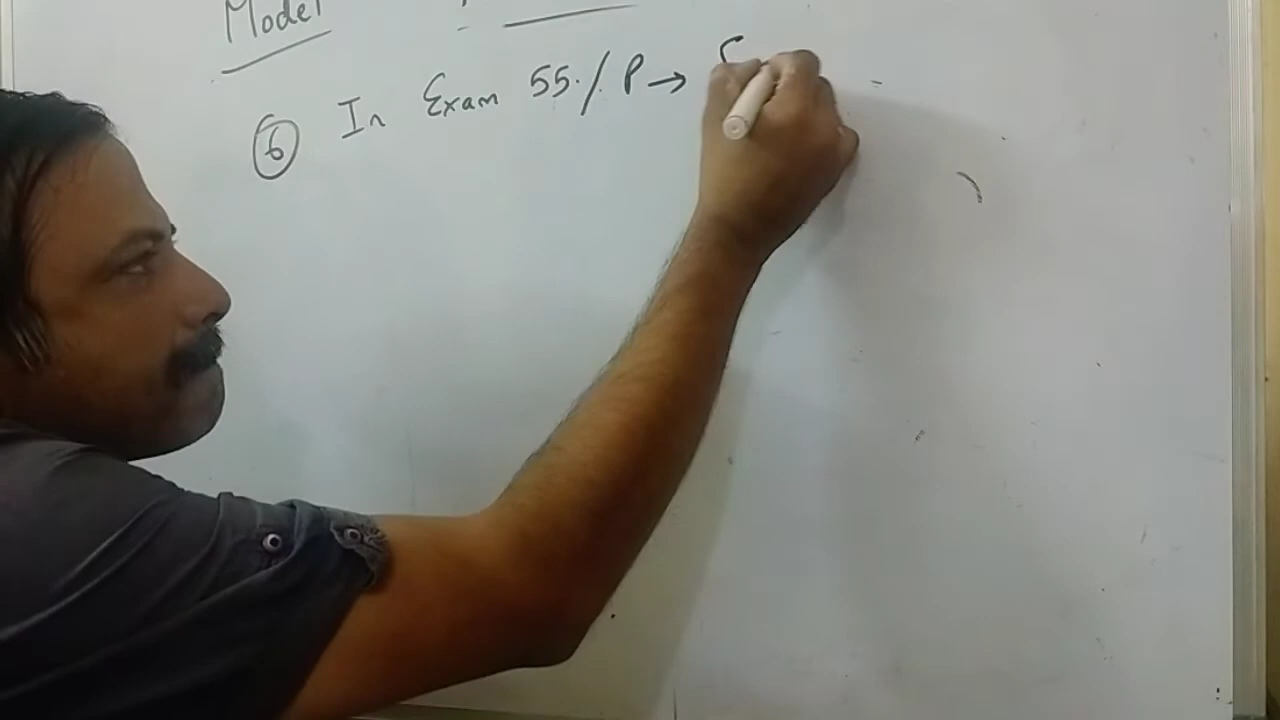 Model
⑥ In Exam 55% P →